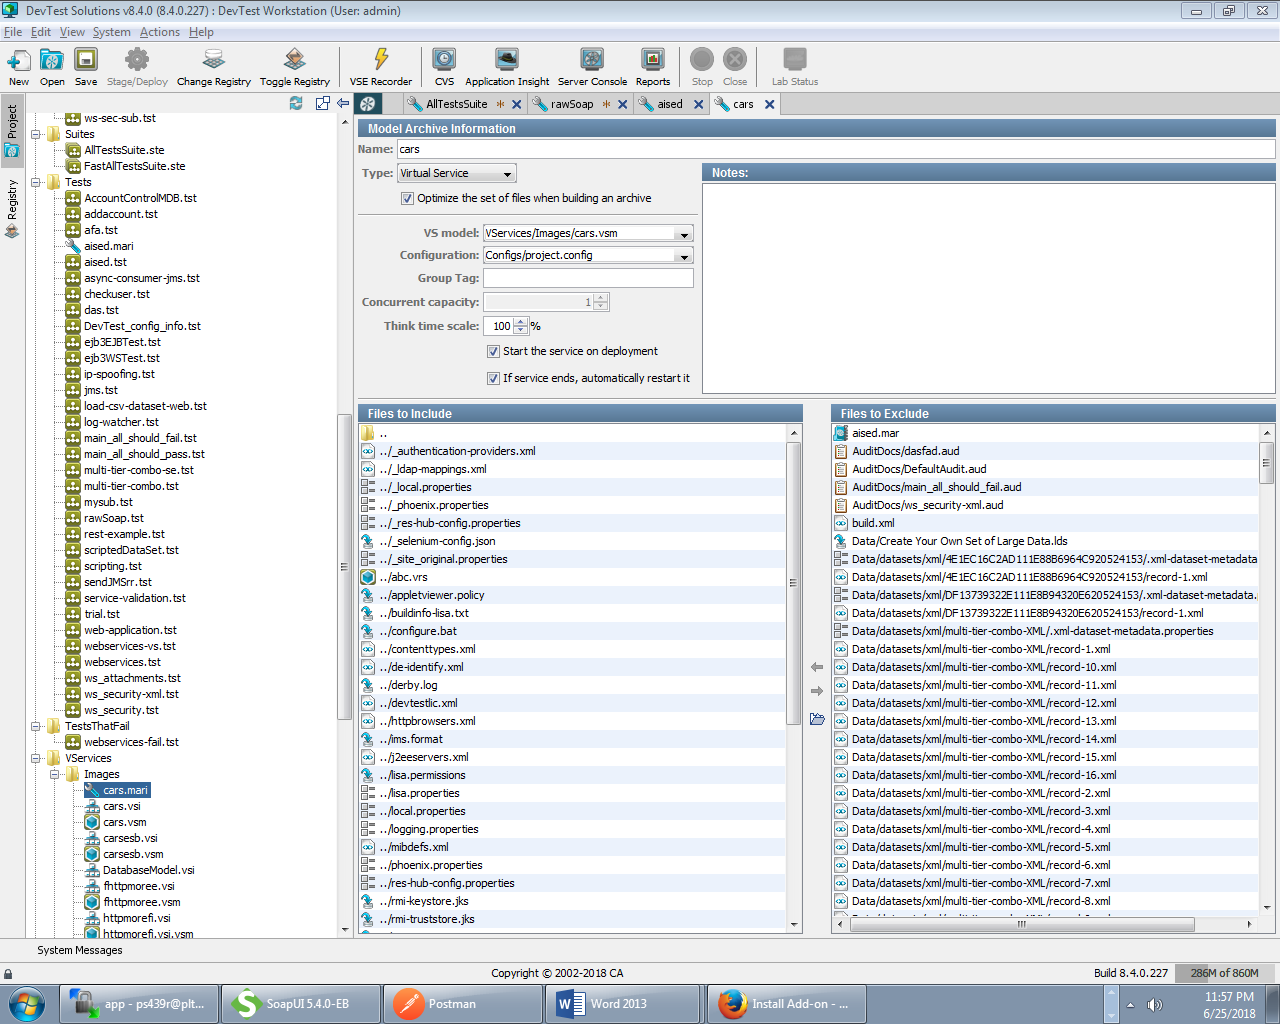 DevTest Solutions v8.4.0 (8.4.0.227) : DevTest Workstation (User: admin)
File Edit View System Actions Help
New Open Save Stage/Deploy Change Registry Toggle Registry VSE Recorder CVS Application Insight Server Console Reports Stop Close Lab Status
Project
Registry
ws-sec-sub.tst
Suites
AllTestsSuite.ste
FastAllTestsSuite.ste
Tests
AccountControlMDB.tst
addaccount.tst
afa.tst
aised.mari
aised.tst
async-consumer-jms.tst
checkuser.tst
das.tst
DevTest_config_info.tst
ejb3EJBTest.tst
ejb3WSTest.tst
ip-spoofing.tst
jms.tst
load-csv-dataset-web.tst
log-watcher.tst
main_all_should_fail.tst
main_all_should_pass.tst
multi-tier-combo-se.tst
multi-tier-combo.tst
mysub.tst
rawSoap.tst
rest-example.tst
scriptedDataSet.tst
scripting.tst
sendJMSrr.tst
service-validation.tst
trial.tst
web-application.tst
webservices-vs.tst
webservices.tst
ws_attachments.tst
ws_security-xml.tst
ws_security.tst
TestsThatFail
webservices-fail.tst
VServices
Images
cars.mari
cars.vsi
cars.vsm
carsesb.vsi
carsesb.vsm
DatabaseModel.vsi
fhttpmoree.vsi
fhttpmoree.vsm
httpmorefi.vsi
httpmorefi.vsi.vsm
AllTestsSuite rawSoap aised cars
Model Archive Information
Name: cars
Type: Virtual Service
Optimize the set of files when building an archive
VS model: VServices/Images/cars.vsm
Configuration: Configs/project.config
Group Tag:
Concurrent capacity: 1
Think time scale: 100 %
Start the service on deployment
If service ends, automatically restart it
Notes:
Files to Include
..
../_authentication-providers.xml
../_ldap-mappings.xml
../_local.properties
../_phoenix.properties
../_res-hub-config.properties
../_selenium-config.json
../_site_original.properties
../abc.vrs
../appletviewer.policy
../buildinfo-lisa.txt
../configure.bat
../contenttypes.xml
../de-identify.xml
../derby.log
../devtestlic.xml
../httpbrowsers.xml
../ims.format
../j2eeservers.xml
../lisa.permissions
../lisa.properties
../local.properties
../logging.properties
../mibdefs.xml
../phoenix.properties
../res-hub-config.properties
../rmi-keystore.jks
../rmi-truststore.jks
Files to Exclude
aised.mar
AuditDocs/dasfad.aud
AuditDocs/DefaultAudit.aud
AuditDocs/main_all_should_fail.aud
AuditDocs/ws_security-xml.aud
build.xml
Data/Create Your Own Set of Large Data.lds
Data/datasets/xml/4E1EC16C2AD111E88B6964C920524153/.xml-dataset-metadata
Data/datasets/xml/4E1EC16C2AD111E88B6964C920524153/record-1.xml
Data/datasets/xml/DF13739322E111E8B94320E620524153/.xml-dataset-metadata.
Data/datasets/xml/DF13739322E111E8B94320E620524153/record-1.xml
Data/datasets/xml/multi-tier-combo-XML/.xml-dataset-metadata.properties
Data/datasets/xml/multi-tier-combo-XML/record-1.xml
Data/datasets/xml/multi-tier-combo-XML/record-10.xml
Data/datasets/xml/multi-tier-combo-XML/record-11.xml
Data/datasets/xml/multi-tier-combo-XML/record-12.xml
Data/datasets/xml/multi-tier-combo-XML/record-13.xml
Data/datasets/xml/multi-tier-combo-XML/record-14.xml
Data/datasets/xml/multi-tier-combo-XML/record-15.xml
Data/datasets/xml/multi-tier-combo-XML/record-16.xml
Data/datasets/xml/multi-tier-combo-XML/record-2.xml
Data/datasets/xml/multi-tier-combo-XML/record-3.xml
Data/datasets/xml/multi-tier-combo-XML/record-4.xml
Data/datasets/xml/multi-tier-combo-XML/record-5.xml
Data/datasets/xml/multi-tier-combo-XML/record-6.xml
Data/datasets/xml/multi-tier-combo-XML/record-7.xml
Data/datasets/xml/multi-tier-combo-XML/record-8.xml
System Messages
Copyright © 2002-2018 CA
Build 8.4.0.227
286M of 860M
app - ps439r@plt... SoapUI 5.4.0-EB Postman Word 2013 Install Add-on - ...
11:57 PM
6/25/2018